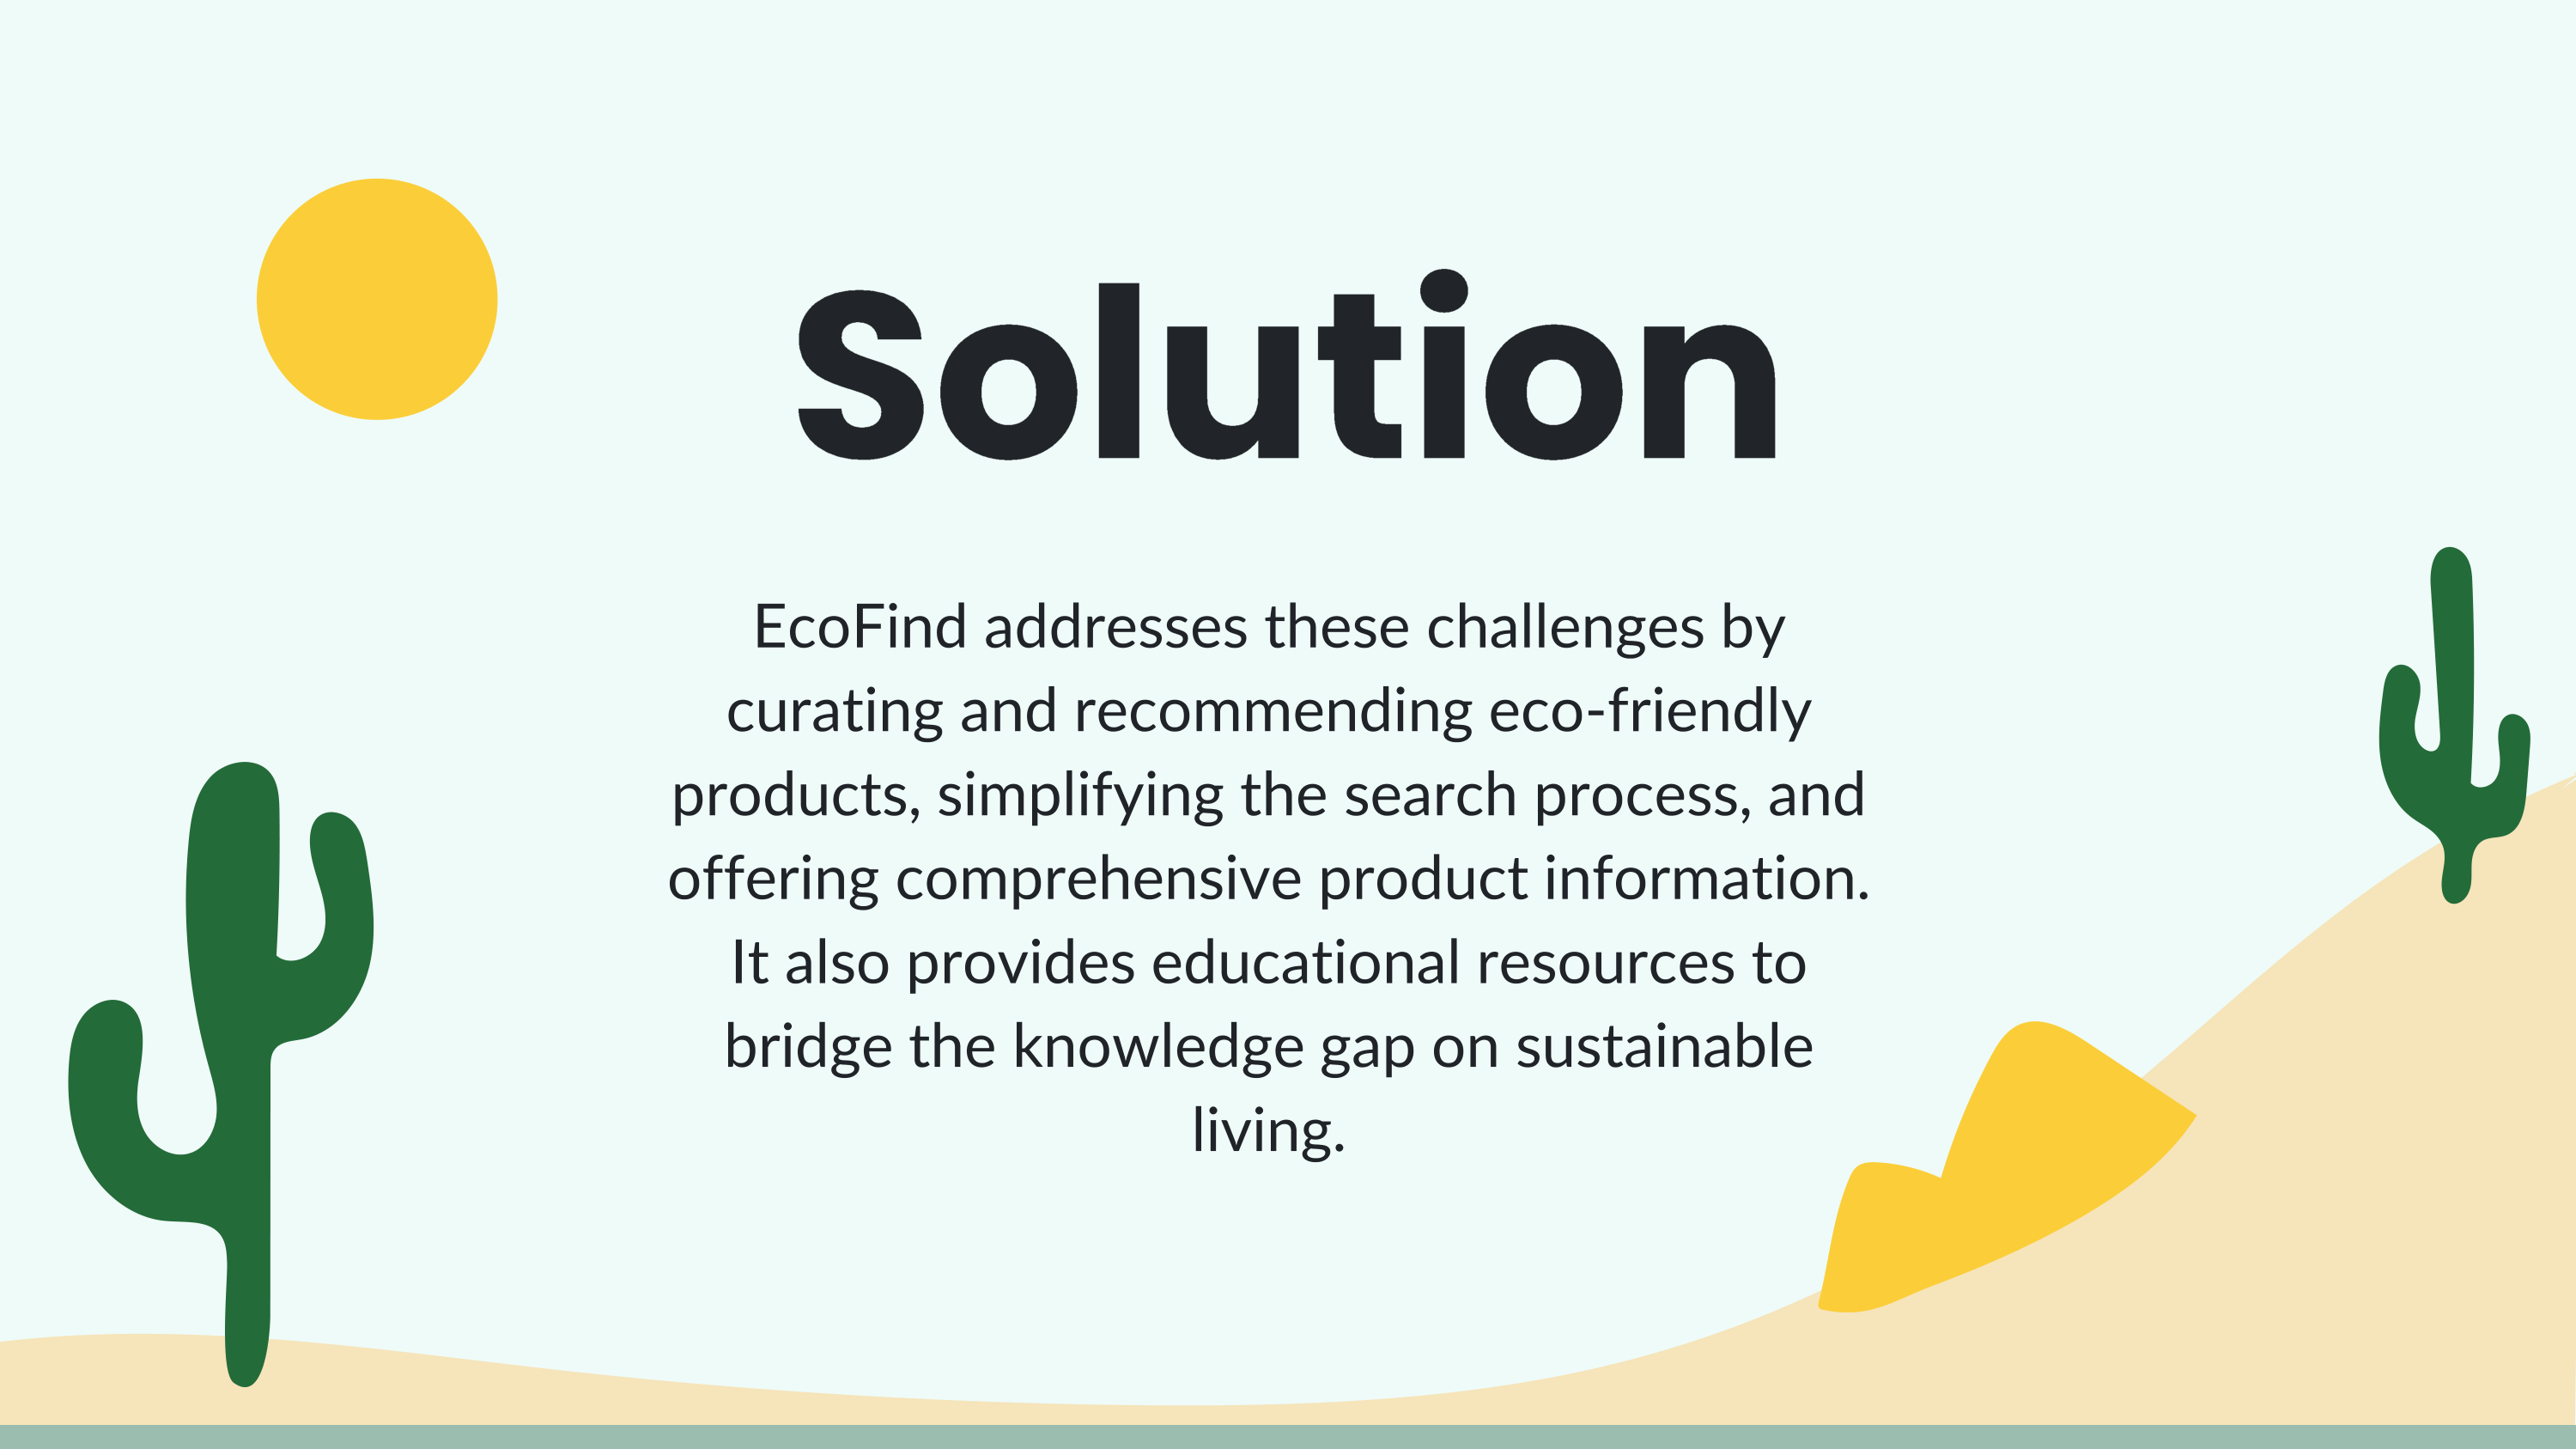 Solution
EcoFind addresses these challenges by
curating and recommending eco-friendly
products, simplifying the search process, and
offering comprehensive product information.
It also provides educational resources to
bridge the knowledge gap on sustainable
living.